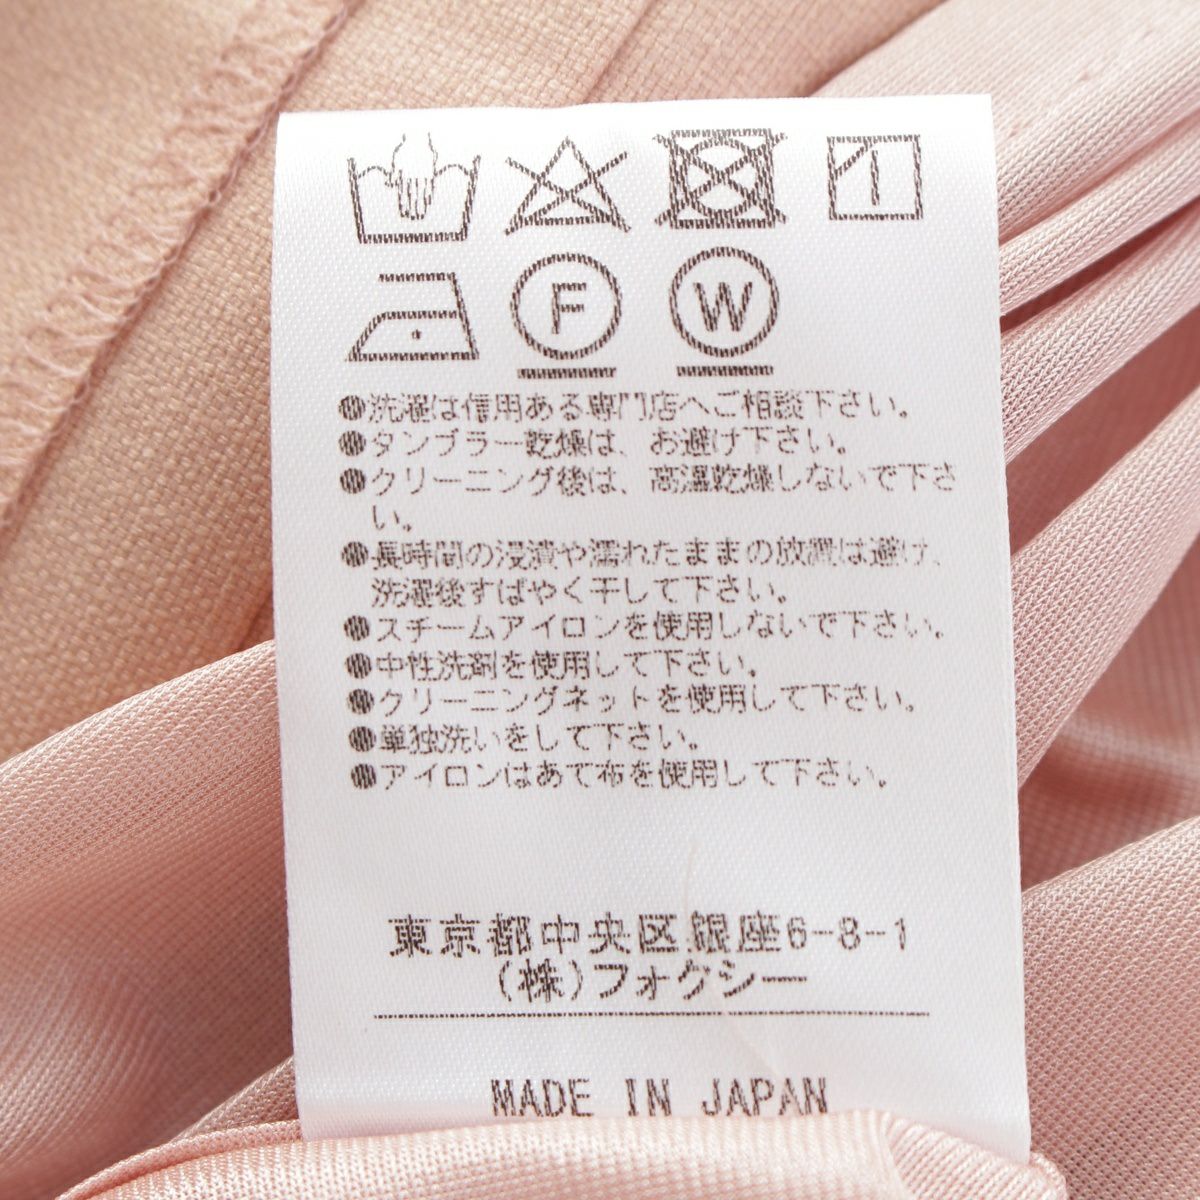 F W
●洗濯は信用ある専門店へご相談下さい。
●タンブラー乾燥は、お避け下さい。
●クリーニング後は、高温乾燥しないで下さ
い。
●長時間の浸漬や濡れたままの放置は避け、
洗濯後すばやく干して下さい。
●スチームアイロンを使用しないで下さい。
●中性洗剤を使用して下さい。
●クリーニングネットを使用して下さい。
●単独洗いをして下さい。
●アイロンはあて布を使用して下さい。
東京都中央区銀座6-8-1
(株)フォクシー
MADE IN JAPAN